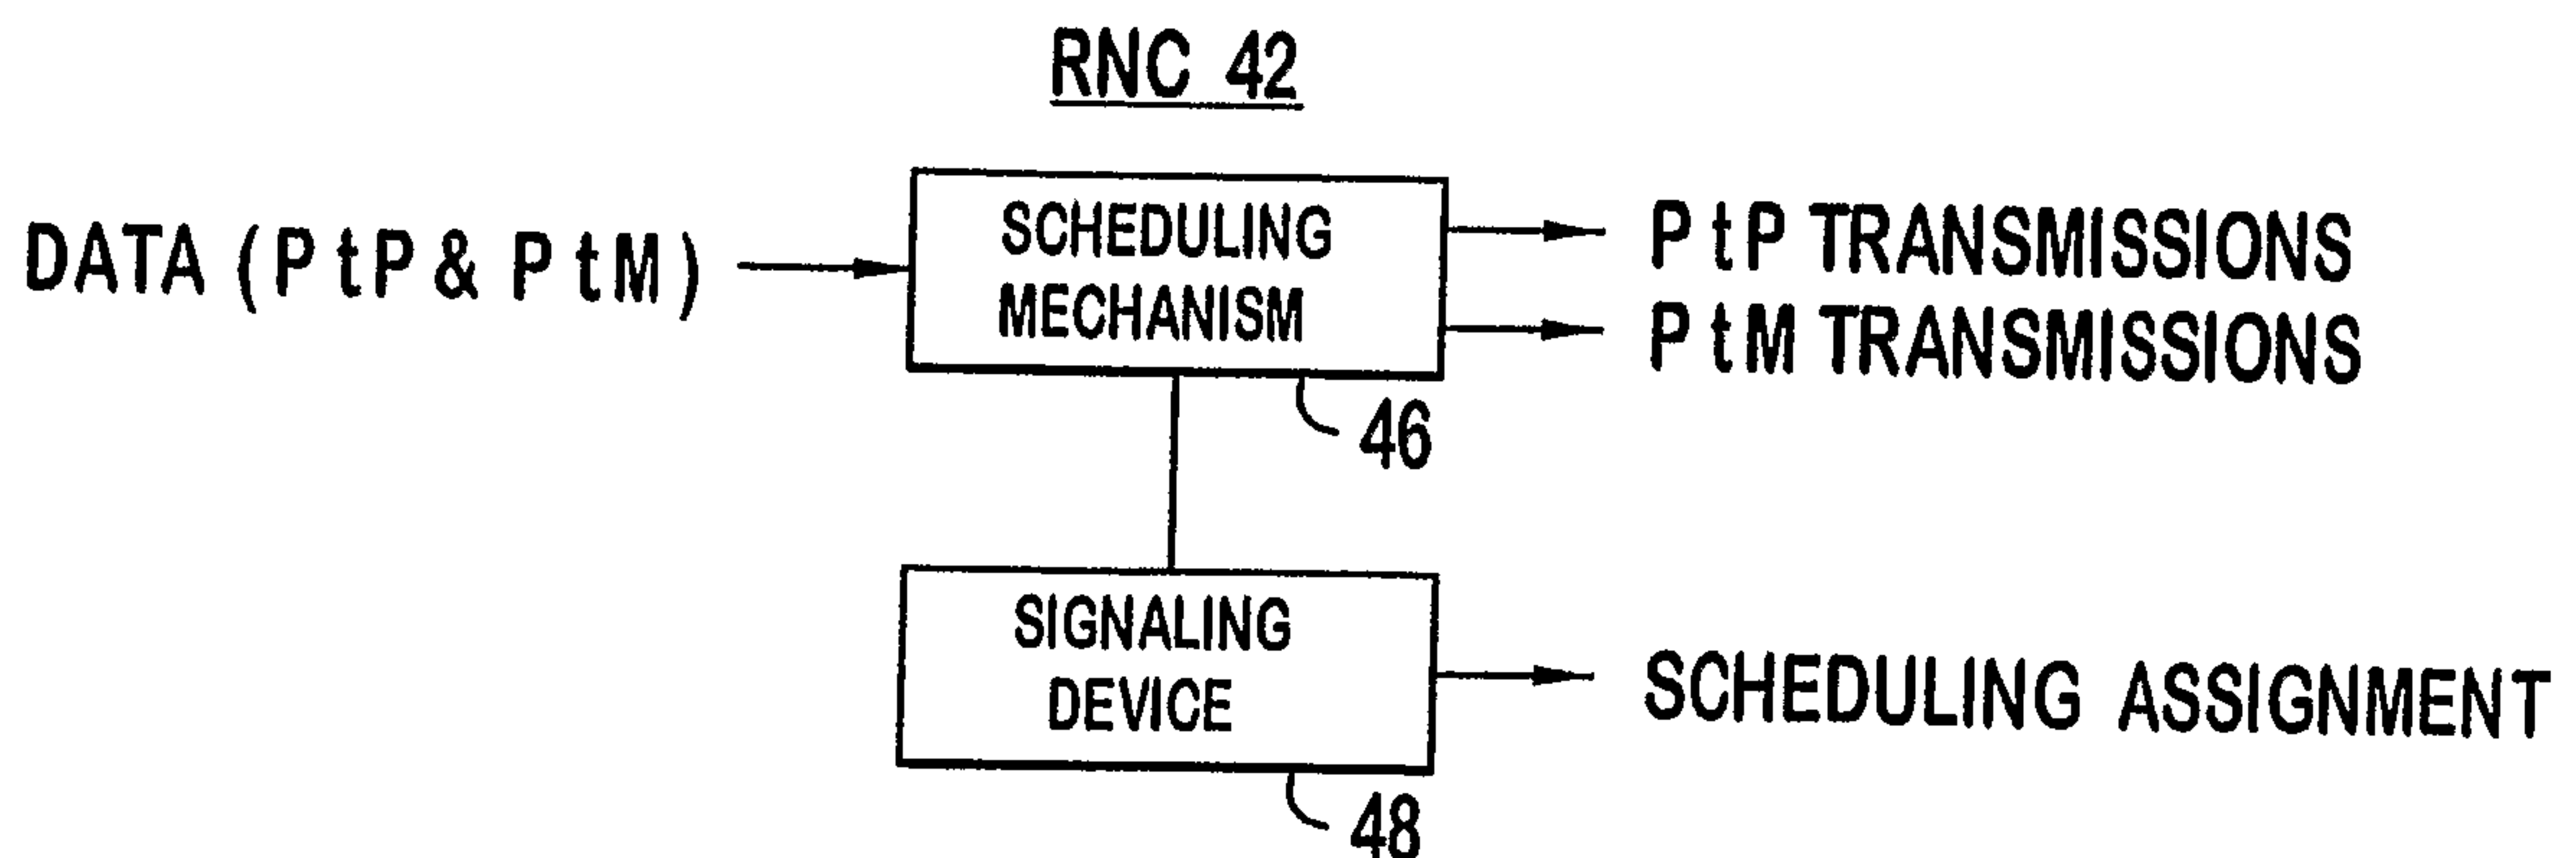 RNC 42
DATA (PtP & PtM)
SCHEDULING
MECHANISM
PtP TRANSMISSIONS
PtM TRANSMISSIONS
46
SIGNALING
DEVICE
SCHEDULING ASSIGNMENT
48